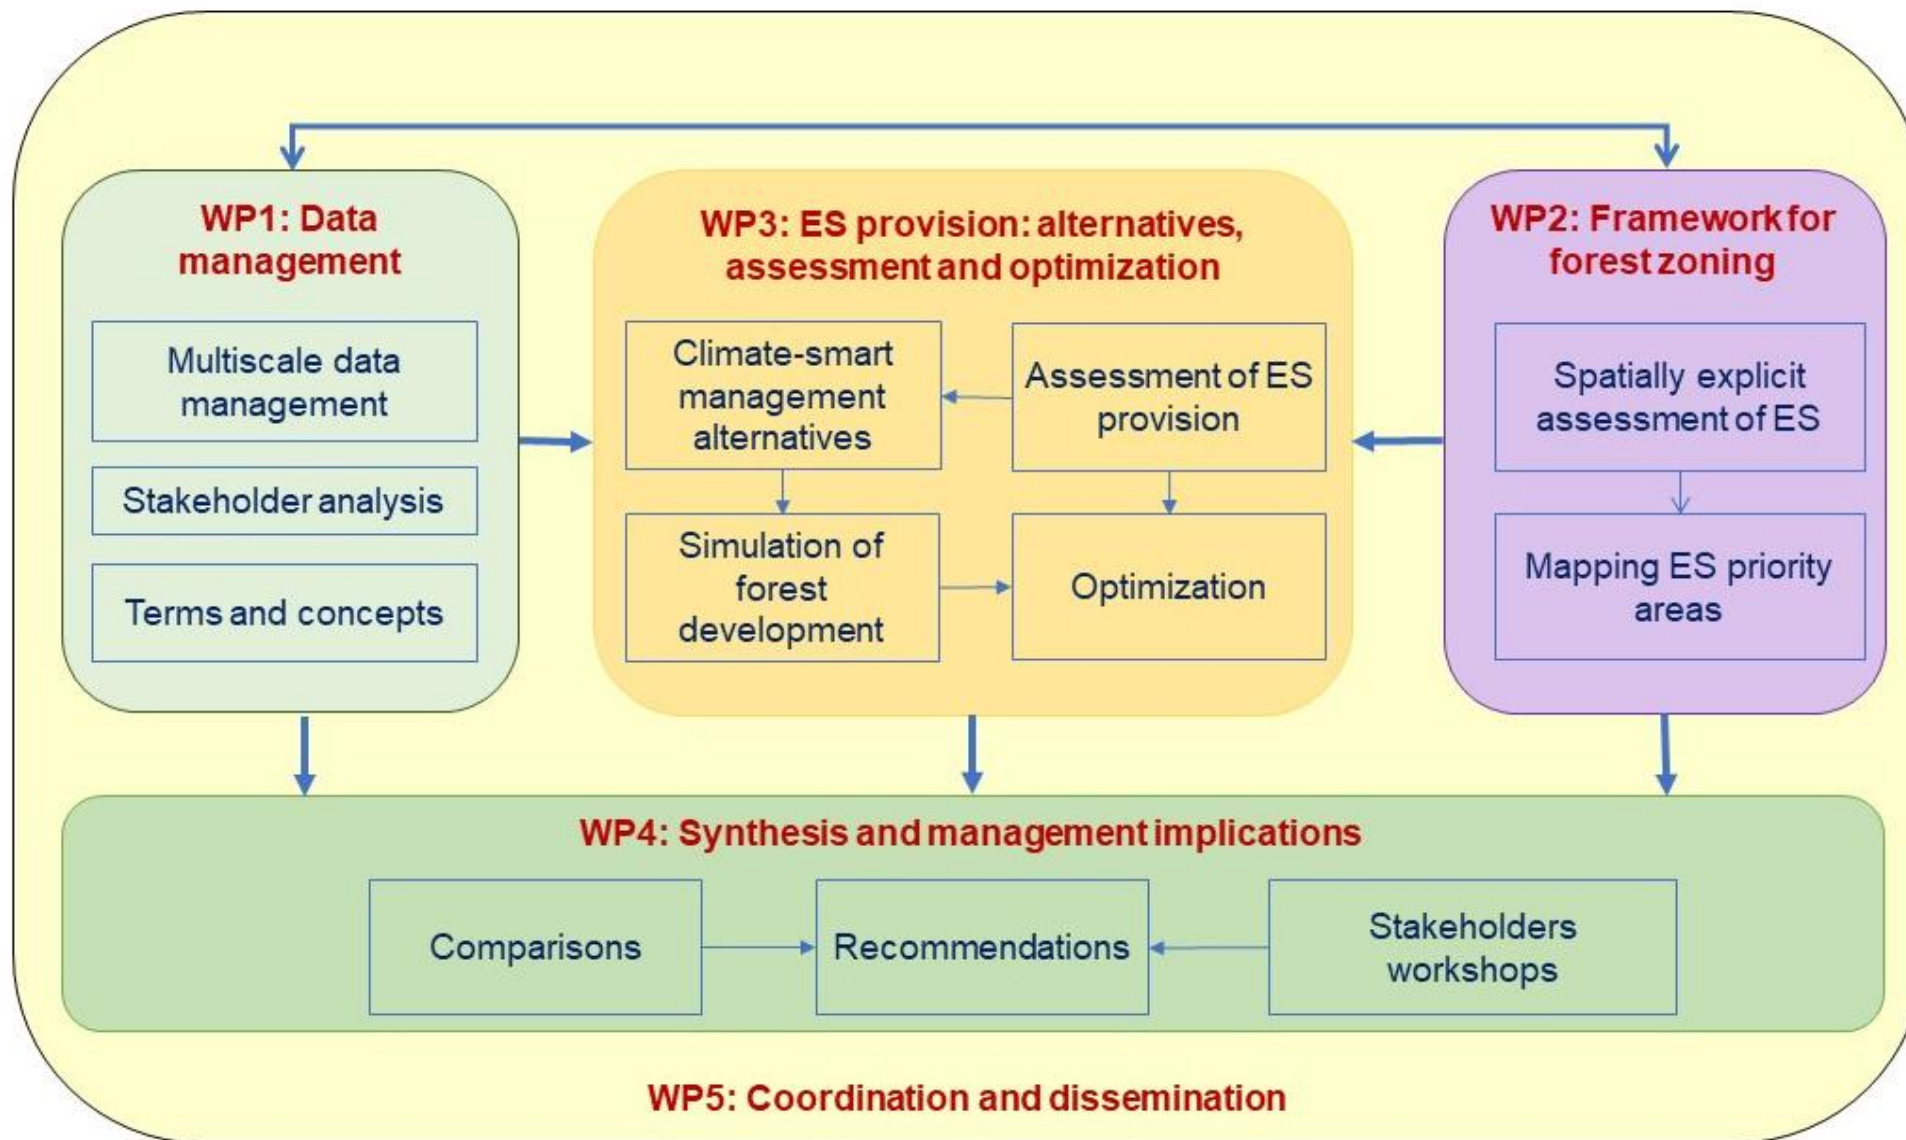 WP1: Data
management
Multiscale data
management
Stakeholder analysis
Terms and concepts
WP3: ES provision: alternatives,
assessment and optimization
Climate-smart
management
alternatives
Assessment of ES
provision
Simulation of
forest
development
Optimization
WP2: Framework for
forest zoning
Spatially explicit
assessment of ES
Mapping ES priority
areas
WP4: Synthesis and management implications
Comparisons
Recommendations
Stakeholders
workshops
WP5: Coordination and dissemination